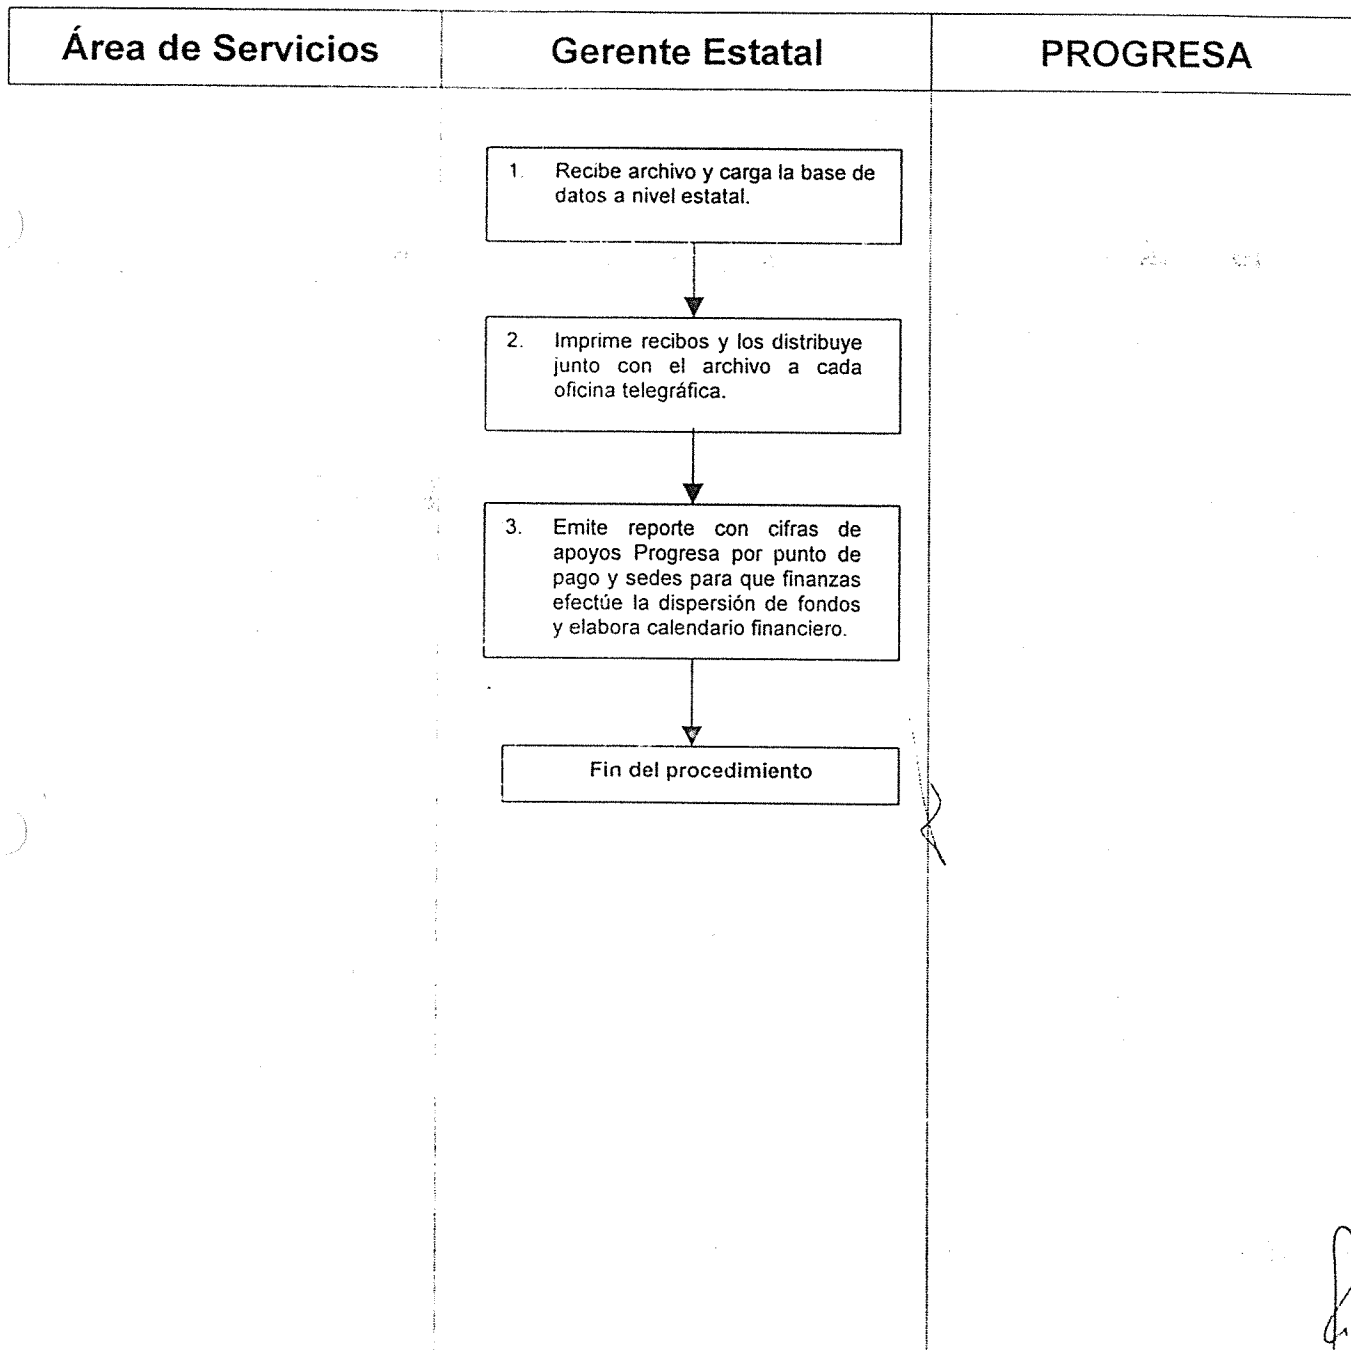 Área de Servicios
Gerente Estatal
PROGRESA
1. Recibe archivo y carga la base de
datos a nivel estatal.
2. Imprime recibos y los distribuye
junto con el archivo a cada
oficina telegráfica.
3. Emite reporte con cifras de
apoyos Progresa por punto de
pago y sedes para que finanzas
efectúe la dispersión de fondos
y elabora calendario financiero.
Fin del procedimiento